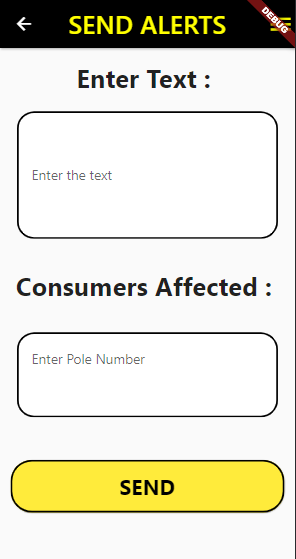 SEND ALERTS
DEBUG
Enter Text :
Enter the text
Consumers Affected :
Enter Pole Number
SEND